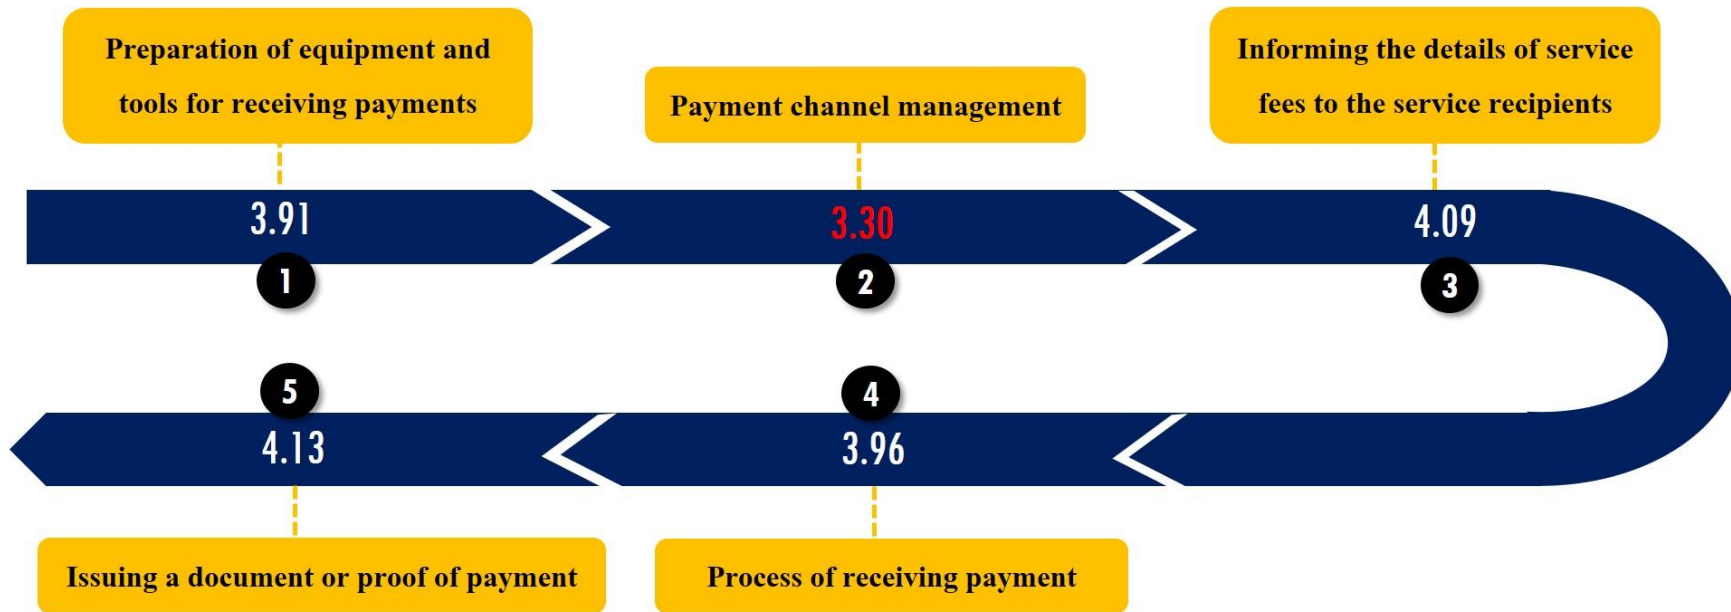 Preparation of equipment and
tools for receiving payments
Payment channel management
Informing the details of service
fees to the service recipients
3.91
3.30
4.09
1
2
3
5
4
4.13
3.96
Issuing a document or proof of payment
Process of receiving payment